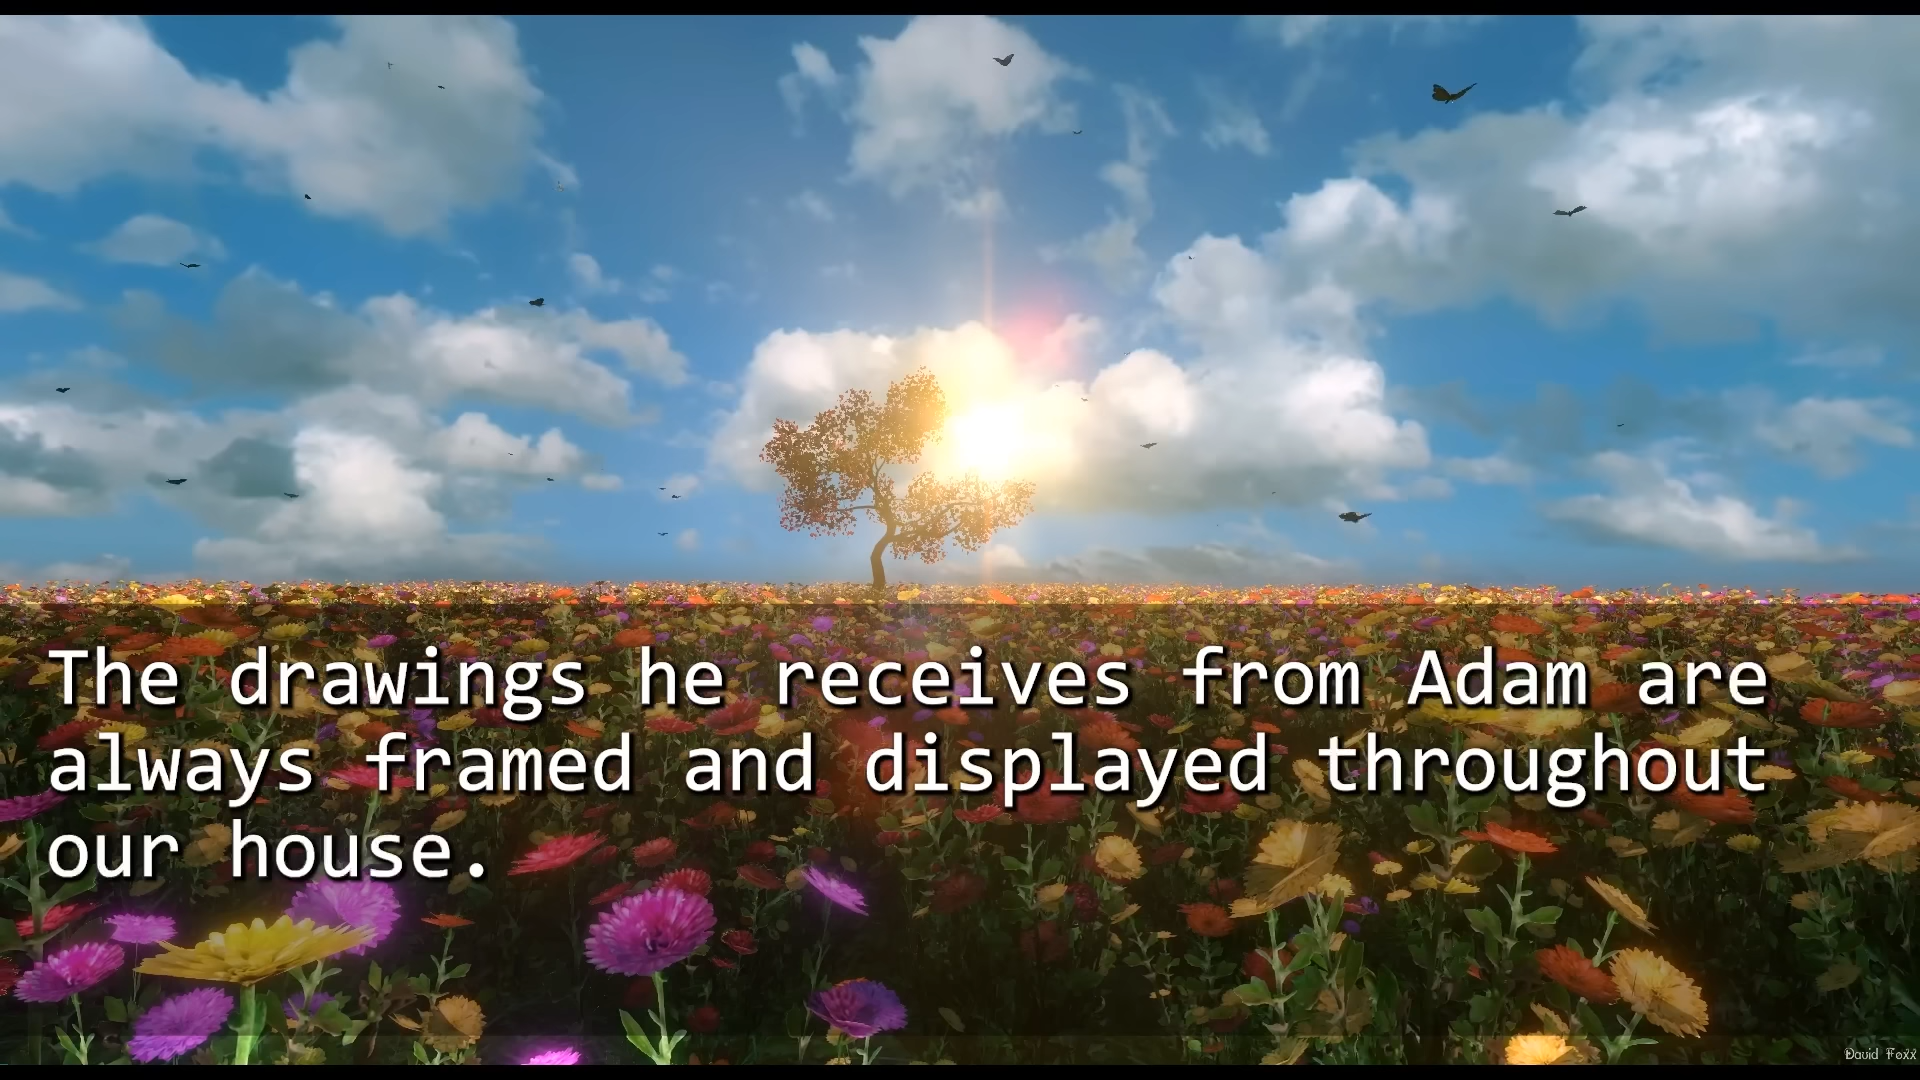 The drawings he receives from Adam are
always framed and displayed throughout
our house.
David Foxx